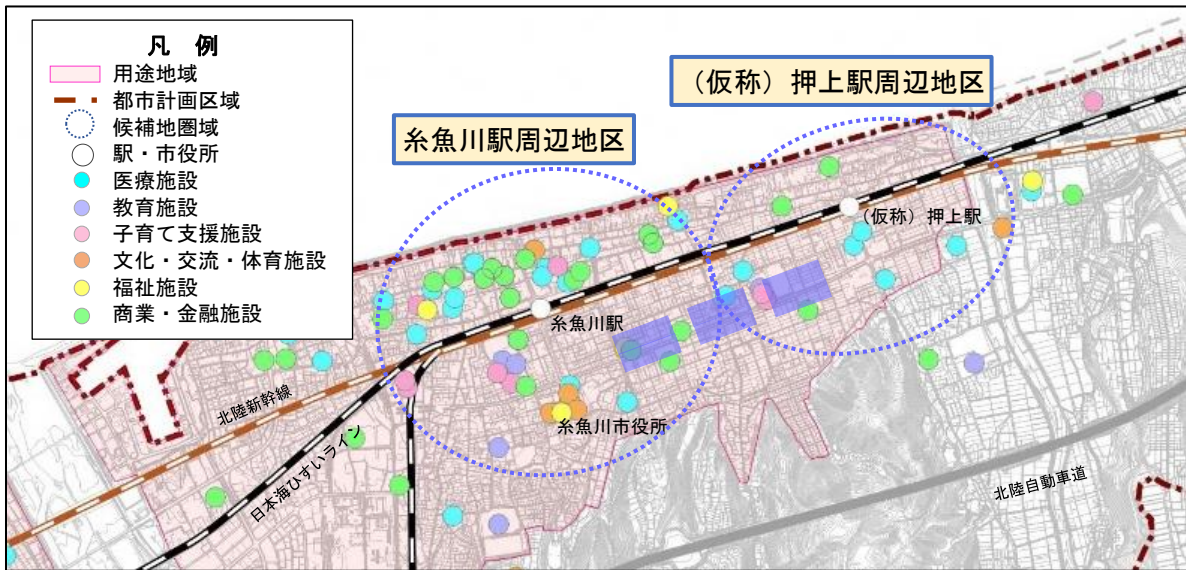 凡 例
用途地域
都市計画区域
候補地圏域
駅・市役所
医療施設
教育施設
子育て支援施設
文化・交流・体育施設
福祉施設
商業・金融施設
（仮称）押上駅周辺地区
糸魚川駅周辺地区
（仮称）押上駅
糸魚川駅
北陸新幹線
糸魚川市役所
日本海ひすいライン
北陸自動車道